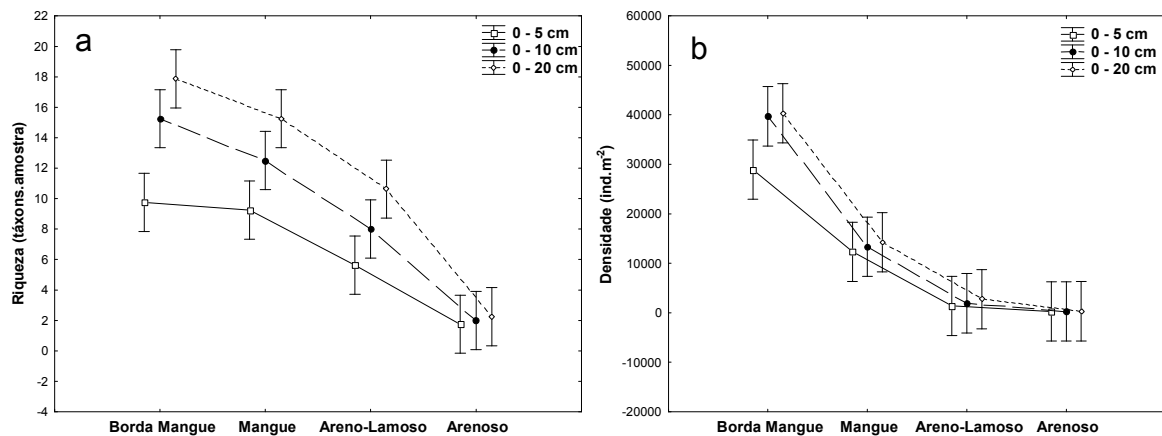 a
0 - 5 cm
0 - 10 cm
0 - 20 cm
Riqueza (táxons.amostra)
22
20
18
16
14
12
10
8
6
4
2
0
-2
-4
Borda Mangue Mangue Areno-Lamoso Arenoso
b
0 - 5 cm
0 - 10 cm
0 - 20 cm
Densidade (ind.m-2)
60000
50000
40000
30000
20000
10000
0
-10000
-20000
Borda Mangue Mangue Areno-Lamoso Arenoso